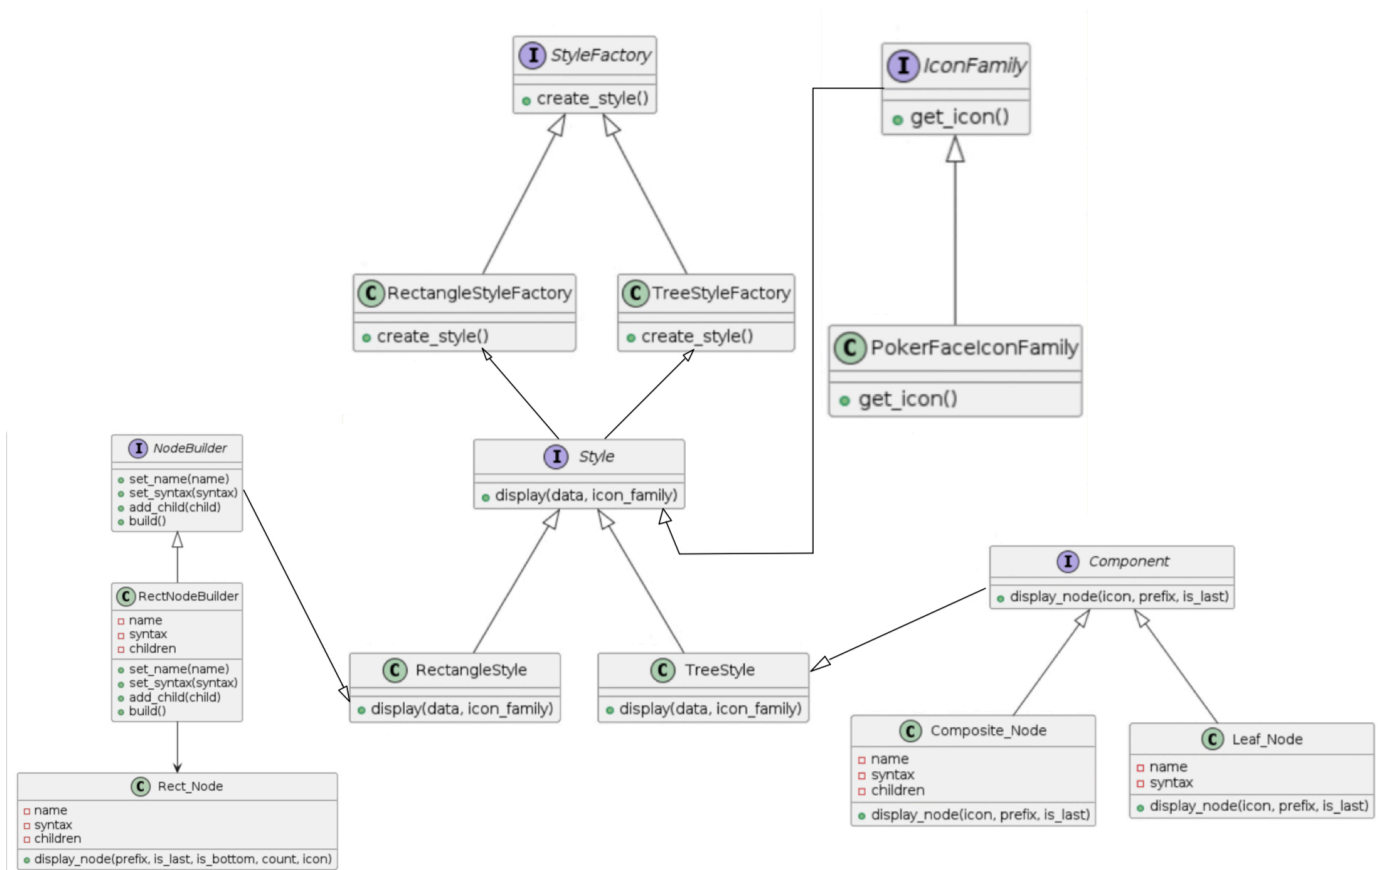 I StyleFactory
create_style()
I IconFamily
get_icon()
C RectangleStyleFactory
create_style()
C TreeStyleFactory
create_style()
C PokerFaceIconFamily
get_icon()
I NodeBuilder
set_name(name)
set_syntax(syntax)
add_child(child)
build()
I Style
display(data, icon_family)
C RectNodeBuilder
name
syntax
children
set_name(name)
set_syntax(syntax)
add_child(child)
build()
I Component
display_node(icon, prefix, is_last)
C RectangleStyle
display(data, icon_family)
C TreeStyle
display(data, icon_family)
C Rect_Node
name
syntax
children
display_node(prefix, is_last, is_bottom, count, icon)
C Composite_Node
name
syntax
children
display_node(icon, prefix, is_last)
C Leaf_Node
name
syntax
display_node(icon, prefix, is_last)